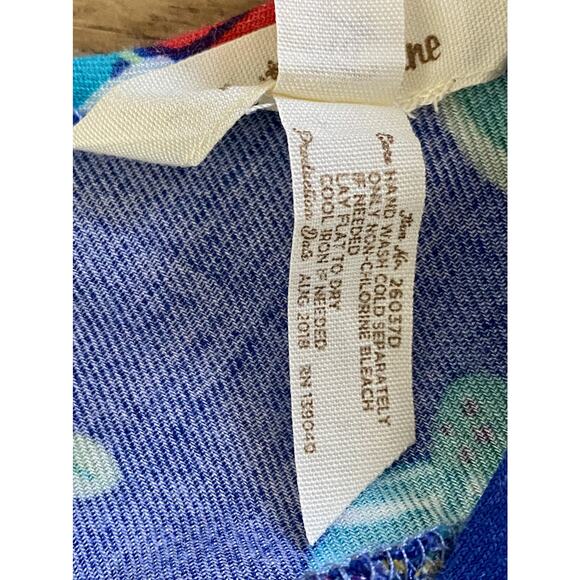 ne
Item No. 26037D
Care HAND WASH COLD SEPARATELY
ONLY NON-CHLORINE BLEACH
IF NEEDED
LAY FLAT TO DRY
COOL IRON IF NEEDED
Production Date AUG 2018 RN 139040